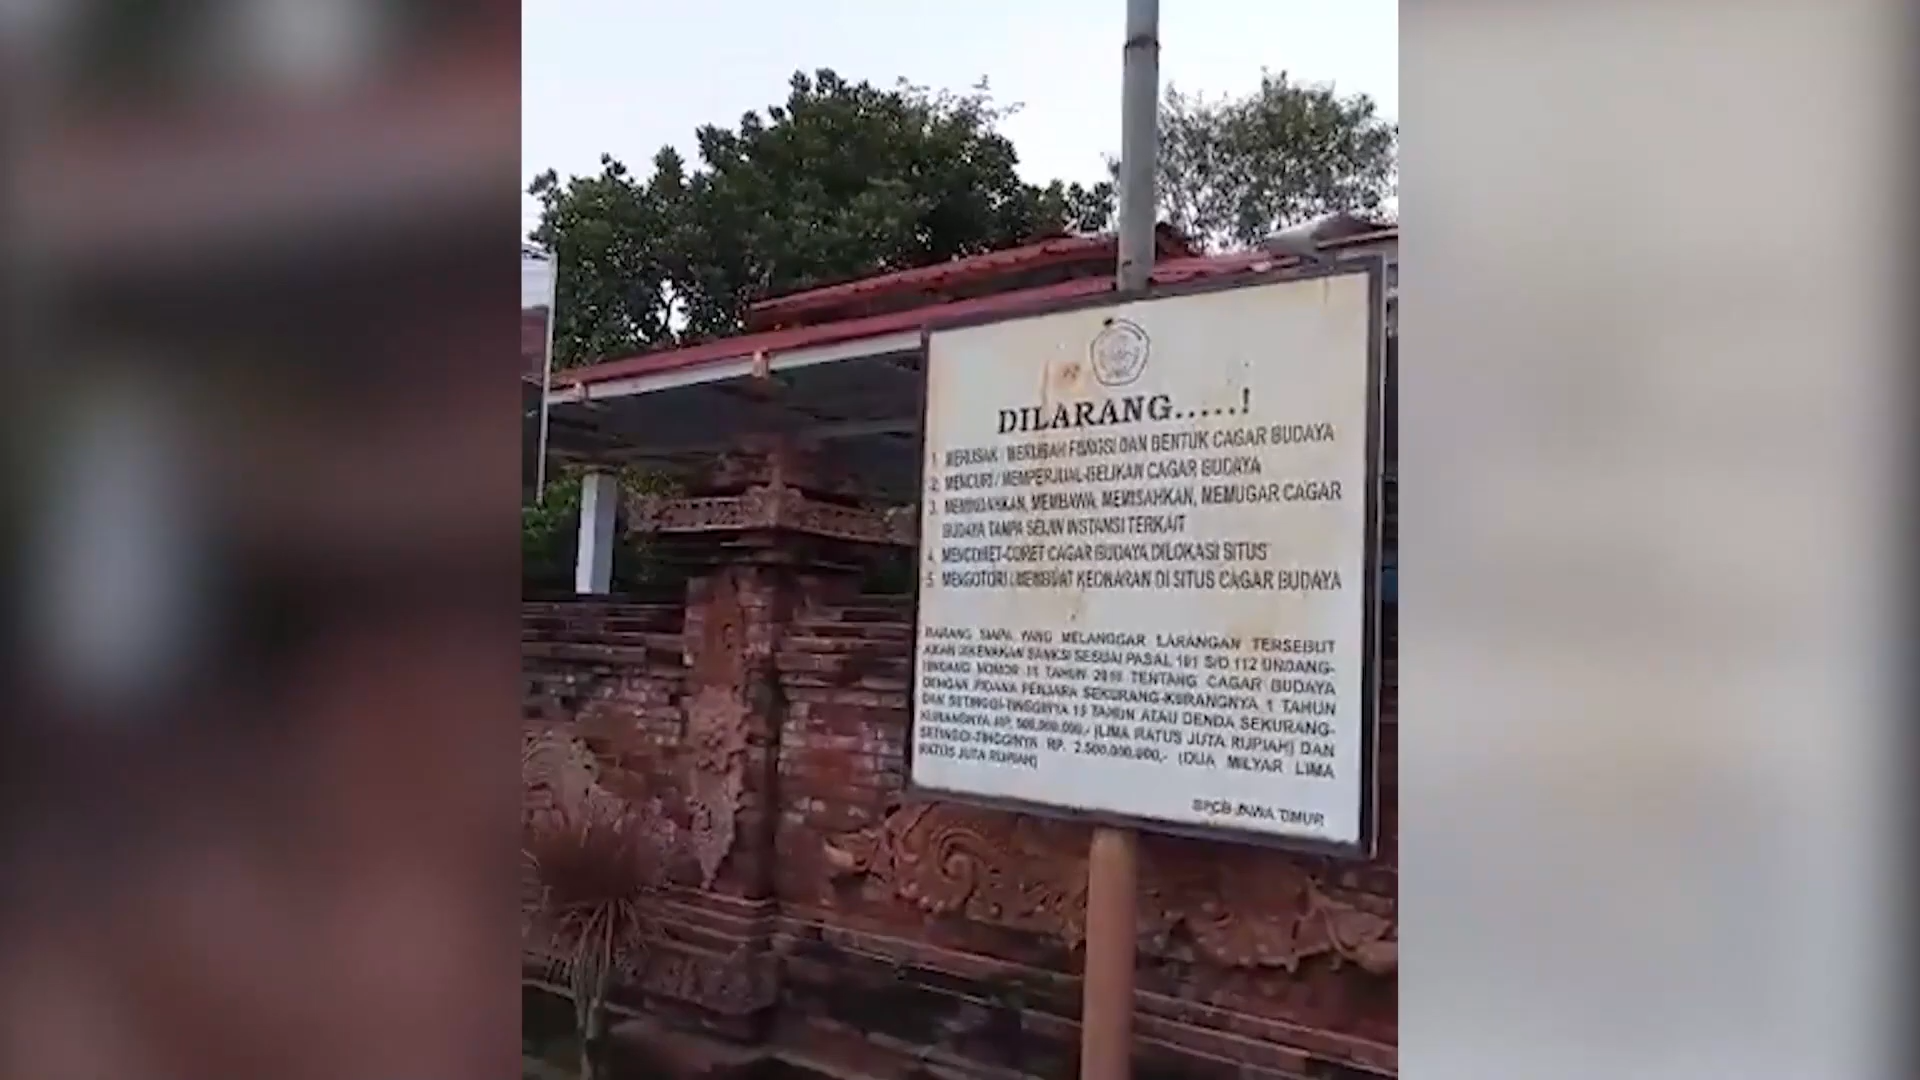 DILARANG.....!
1. MERUSAK / MERUBAH FUNGSI DAN BENTUK CAGAR BUDAYA
2. MENCURI / MEMPERJUAL-BELIKAN CAGAR BUDAYA
3. MEMINDAHKAN, MEMBAWA, MEMISAHKAN, MEMUGAR CAGAR
BUDAYA TANPA SEIJIN INSTANSI TERKAIT
4. MENCORET-CORET CAGAR BUDAYA DILOKASI SITUS
5. MENGOTORI / MEMBUAT KEONARAN DI SITUS CAGAR BUDAYA
BARANG SIAPA YANG MELANGGAR LARANGAN TERSEBUT
AKAN DIKENAKAN SANKSI SESUAI PASAL 101 S/D 112 UNDANG-
UNDANG NOMOR 11 TAHUN 2010 TENTANG CAGAR BUDAYA
DENGAN PIDANA PENJARA SEKURANG-KURANGNYA 1 TAHUN
DAN SETINGGI-TINGGINYA 15 TAHUN ATAU DENDA SEKURANG-
KURANGNYA RP. 500.000.000,- (LIMA RATUS JUTA RUPIAH) DAN
SETINGGI-TINGGINYA RP. 2.500.000.000,- (DUA MILYAR LIMA
RATUS JUTA RUPIAH)
BPCB JAWA TIMUR